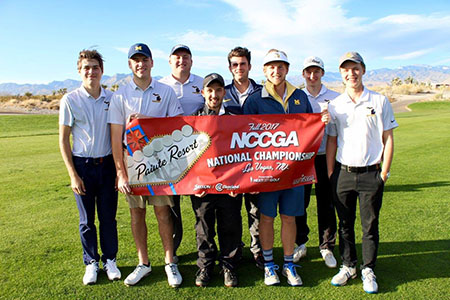 Fall 2017
NCCGA
NATIONAL CHAMPIONSHIP
Las Vegas, NV.
Paiute Resort